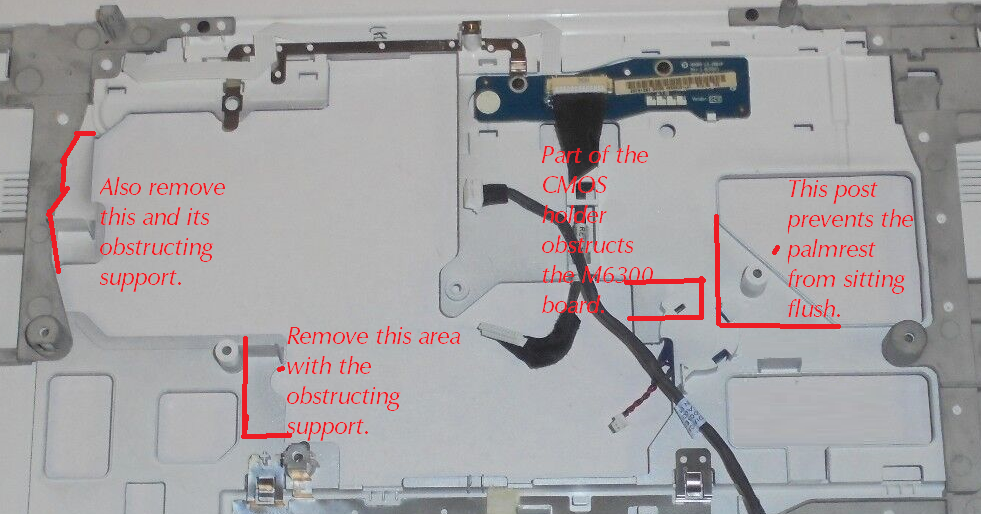 Part of the
CMOS
holder
obstructs
the M6300
board.
Also remove
this and its
obstructing
support.
This post
prevents the
palmrest
from sitting
flush.
Remove this area
with the
obstructing
support.